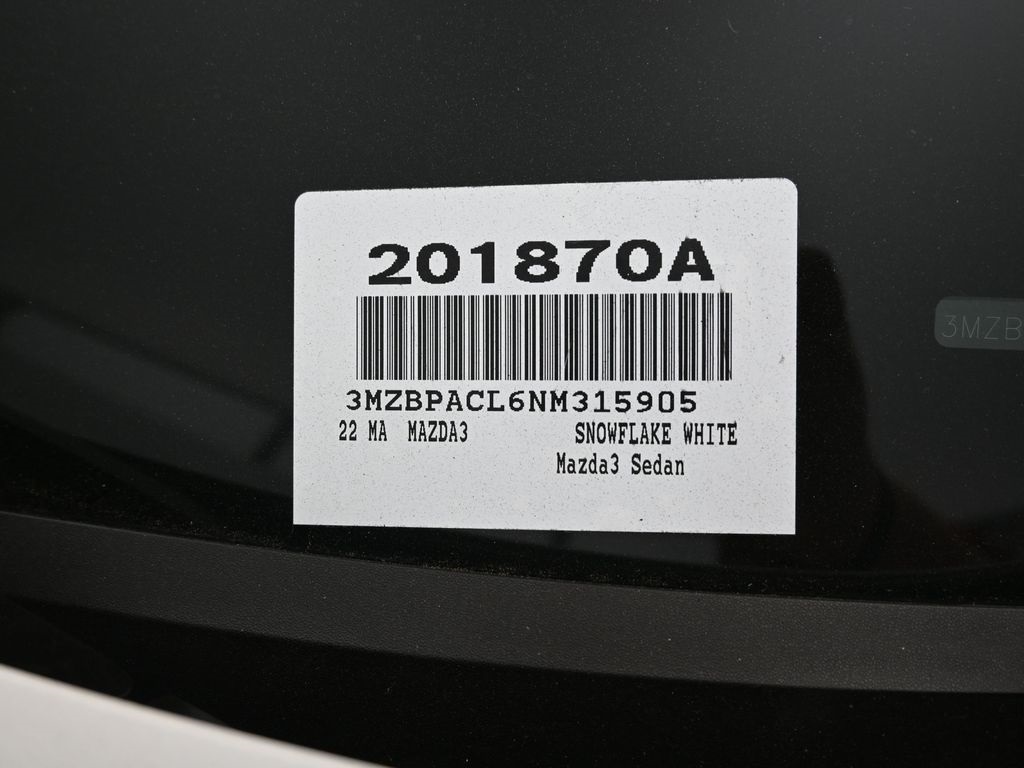 201870A
3MZB
3MZBPACL6NM315905
22 MA MAZDA3 SNOWFLAKE WHITE
Mazda3 Sedan